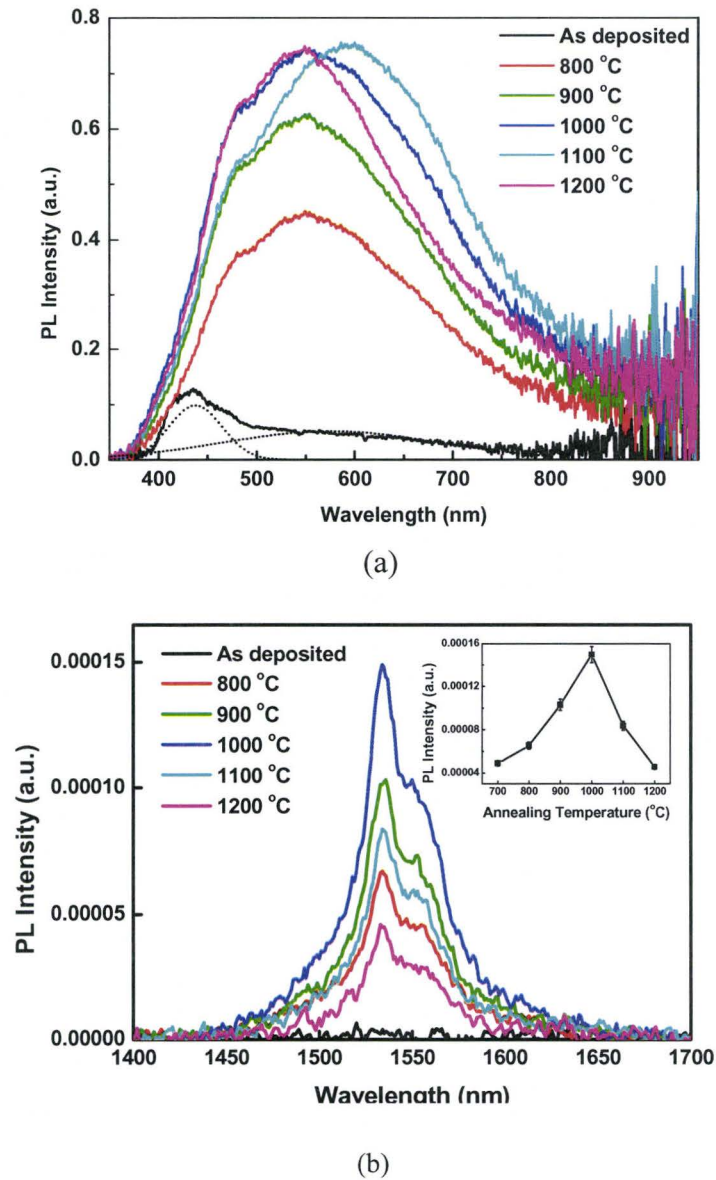 0.8
0.6
0.4
0.2
0.0
PL Intensity (a.u.)
As deposited
800 °C
900 °C
1000 °C
1100 °C
1200 °C
400 500 600 700 800 900
Wavelength (nm)
(a)
0.00015
0.00010
0.00005
0.00000
PL Intensity (a.u.)
As deposited
800 °C
900 °C
1000 °C
1100 °C
1200 °C
0.00016
0.00012
0.00008
0.00004
PL Intensity (a.u.)
700 800 900 1000 1100 1200
Annealing Temperature (°C)
1400 1450 1500 1550 1600 1650 1700
Wavelength (nm)
(b)